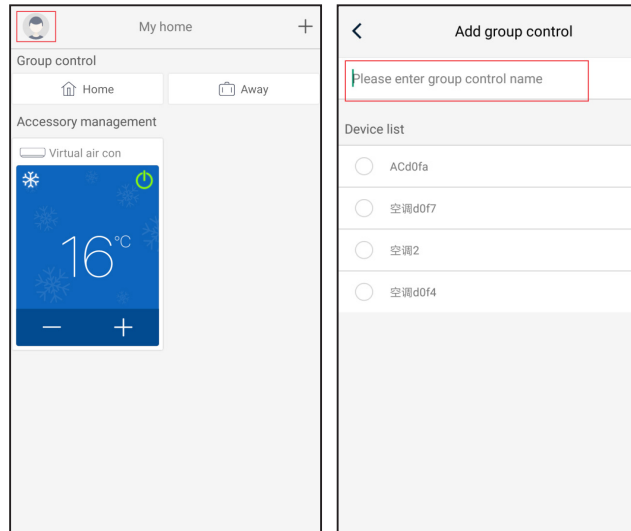 My home
Group control
Home
Away
Accessory management
Virtual air con
16°C
Add group control
Please enter group control name
Device list
ACd0fa
空调d0f7
空调2
空调d0f4